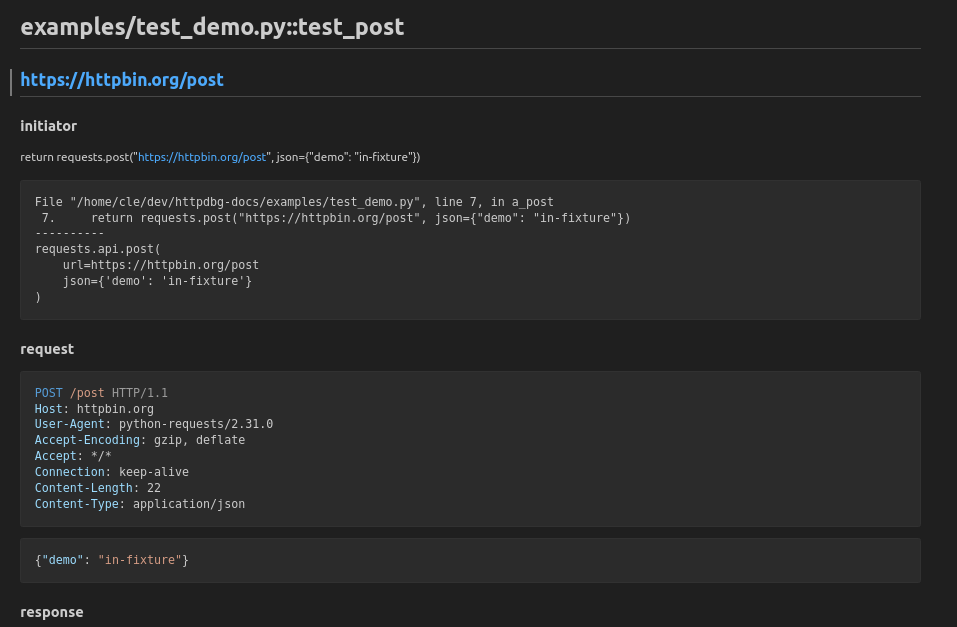 examples/test_demo.py::test_post
https://httpbin.org/post
initiator
return requests.post("https://httpbin.org/post", json={"demo": "in-fixture"})
File "/home/cle/dev/httpdbg-docs/examples/test_demo.py", line 7, in a_post
 7.     return requests.post("https://httpbin.org/post", json={"demo": "in-fixture"})
----------
requests.api.post(
    url=https://httpbin.org/post
    json={'demo': 'in-fixture'}
)
request
POST /post HTTP/1.1
Host: httpbin.org
User-Agent: python-requests/2.31.0
Accept-Encoding: gzip, deflate
Accept: */*
Connection: keep-alive
Content-Length: 22
Content-Type: application/json
{"demo": "in-fixture"}
response